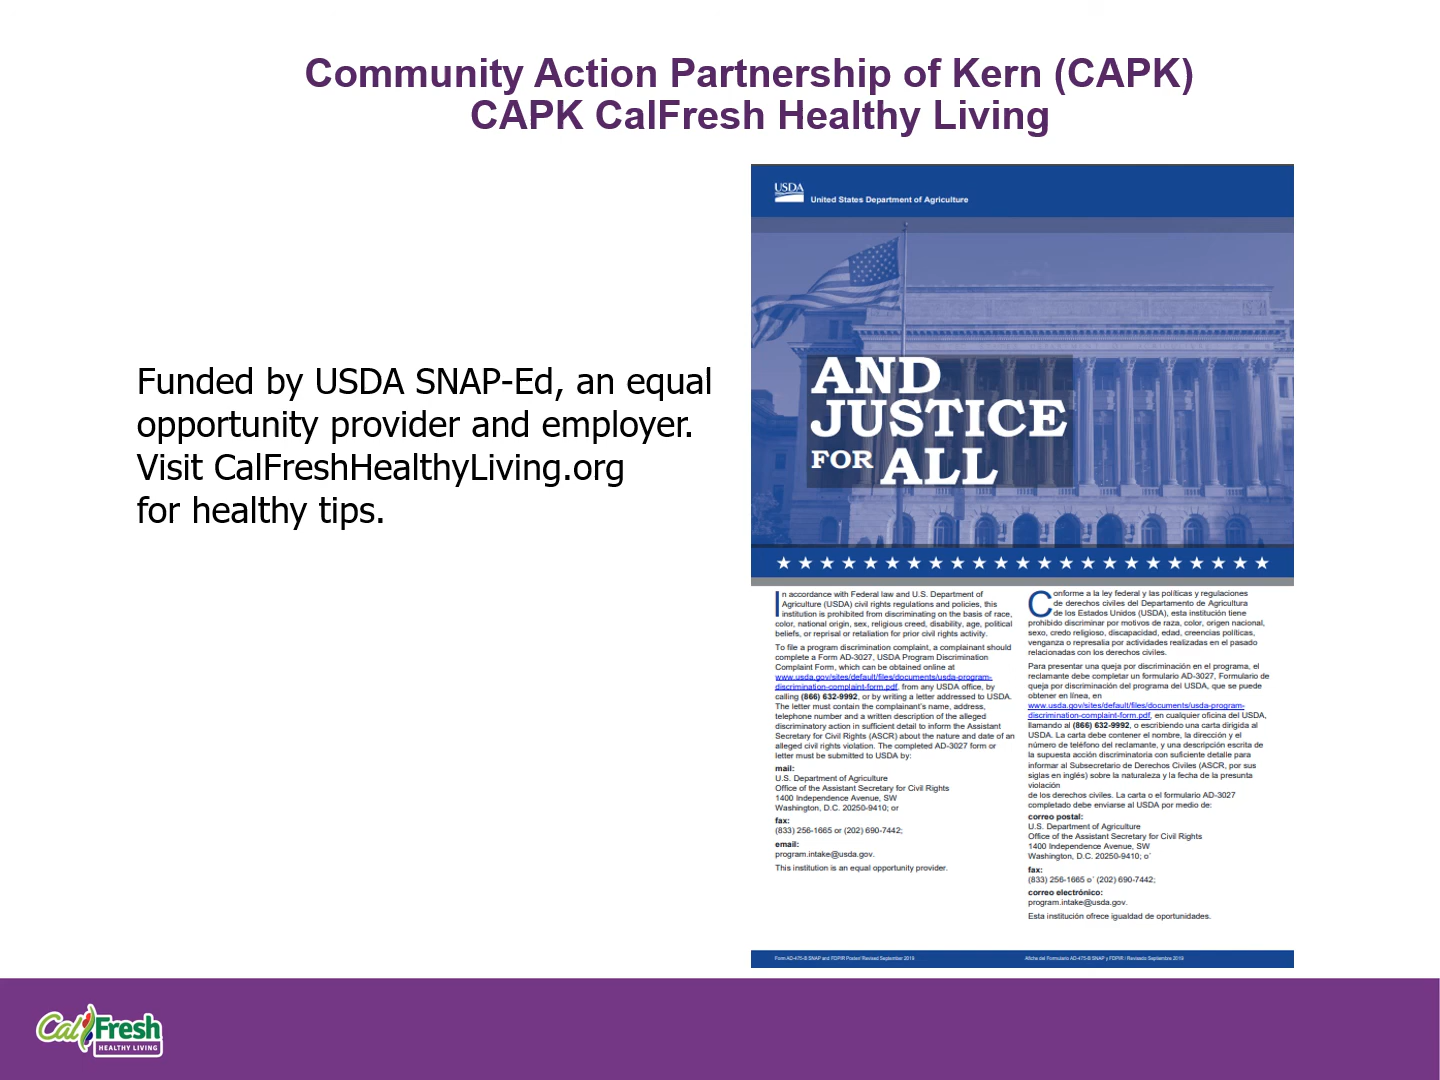 Community Action Partnership of Kern (CAPK)
CAPK CalFresh Healthy Living
Funded by USDA SNAP-Ed, an equal
opportunity provider and employer.
Visit CalFreshHealthyLiving.org
for healthy tips.
USDA
United States Department of Agriculture
AND
JUSTICE
FOR ALL
In accordance with Federal law and U.S. Department of
Agriculture (USDA) civil rights regulations and policies, this
institution is prohibited from discriminating on the basis of race,
color, national origin, sex, religious creed, disability, age, political
beliefs, or reprisal or retaliation for prior civil rights activity.
To file a program discrimination complaint, a complainant should
complete a Form AD-3027, USDA Program Discrimination
Complaint Form, which can be obtained online at
www.usda.gov/sites/default/files/documents/usda-program-
discrimination-complaint-form.pdf, from any USDA office, by
calling (866) 632-9992, or by writing a letter addressed to USDA.
The letter must contain the complainant's name, address,
telephone number and a written description of the alleged
discriminatory action in sufficient detail to inform the Assistant
Secretary for Civil Rights (ASCR) about the nature and date of an
alleged civil rights violation. The completed AD-3027 form or
letter must be submitted to USDA by:
mail:
U.S. Department of Agriculture
Office of the Assistant Secretary for Civil Rights
1400 Independence Avenue, SW
Washington, D.C. 20250-9410; or
fax:
(833) 256-1665 or (202) 690-7442;
email:
program.intake@usda.gov.
This institution is an equal opportunity provider.
Conforme a la ley federal y las políticas y regulaciones
de derechos civiles del Departamento de Agricultura
de los Estados Unidos (USDA), esta institución tiene
prohibido discriminar por motivos de raza, color, origen nacional,
sexo, credo religioso, discapacidad, edad, creencias políticas,
venganza o represalia por actividades realizadas en el pasado
relacionadas con los derechos civiles.
Para presentar una queja por discriminación en el programa, el
reclamante debe completar un formulario AD-3027, Formulario de
queja por discriminación del programa del USDA, que se puede
obtener en línea, en
www.usda.gov/sites/default/files/documents/usda-program-
discrimination-complaint-form.pdf, en cualquier oficina del USDA,
llamando al (866) 632-9992, o escribiendo una carta dirigida al
USDA. La carta debe contener el nombre, la dirección y el
número de teléfono del reclamante, y una descripción escrita de
la supuesta acción discriminatoria con suficiente detalle para
informar al Subsecretario de Derechos Civiles (ASCR, por sus
siglas en inglés) sobre la naturaleza y la fecha de la presunta
violación
de los derechos civiles. La carta o el formulario AD-3027
completado debe enviarse al USDA por medio de:
correo postal:
U.S. Department of Agriculture
Office of the Assistant Secretary for Civil Rights
1400 Independence Avenue, SW
Washington, D.C. 20250-9410; o´
fax:
(833) 256-1665 o´ (202) 690-7442;
correo electrónico:
program.intake@usda.gov.
Esta institución ofrece igualdad de oportunidades.
Form AD-475-B SNAP and FDPIR Poster/ Revised September 2019
Afiche del Formulario AD-475-B SNAP y FDPIR / Revisado Septiembre 2019
CalFresh
HEALTHY LIVING